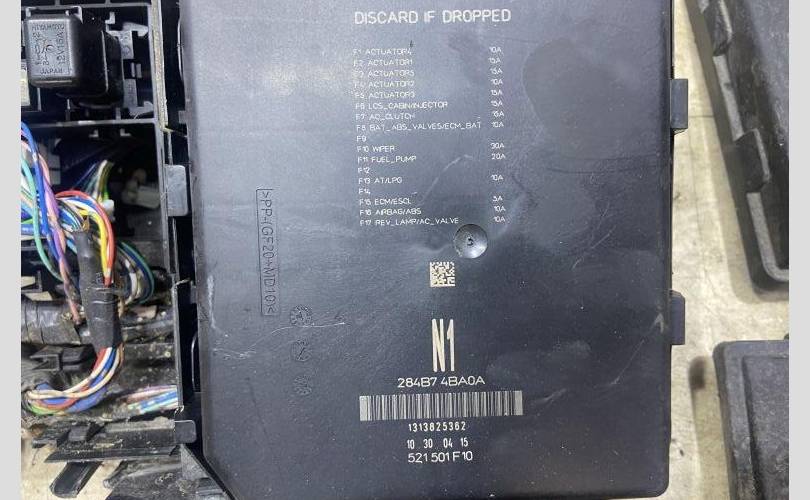 DISCARD IF DROPPED
F1 ACTUATOR4 10A
F2 ACTUATOR1 15A
F3 ACTUATOR5 15A
F4 ACTUATOR2 10A
F5 ACTUATOR3 15A
F6 LCS_CABIN/INJECTOR 15A
F7 AC_CLUTCH 15A
F8 BAT_ABS_VALVES/ECM_BAT 10A
F9
F10 WIPER 30A
F11 FUEL_PUMP 20A
F12
F13 AT/LPG 10A
F14
F15 ECM/ESCL 5A
F16 AIRBAG/ABS 10A
F17 REV_LAMP/AC_VALVE 10A
>PP-(GF20+MD10)<
N1
284B7 4BA0A
1313825362
10 30 04 15
521 501 F10
JAPAN